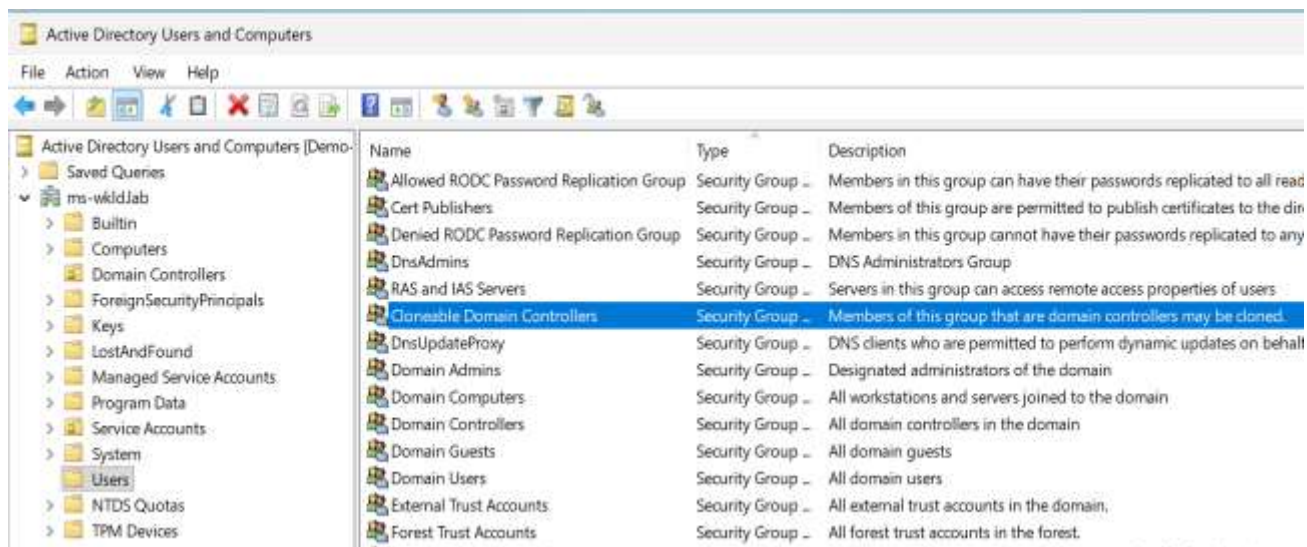 Active Directory Users and Computers
File Action View Help
Active Directory Users and Computers [Demo-
Saved Queries
ms-wkld.lab
Builtin
Computers
Domain Controllers
ForeignSecurityPrincipals
Keys
LostAndFound
Managed Service Accounts
Program Data
Service Accounts
System
Users
NTDS Quotas
TPM Devices
Name Type Description
Allowed RODC Password Replication Group Security Group ... Members in this group can have their passwords replicated to all read
Cert Publishers Security Group ... Members of this group are permitted to publish certificates to the dire
Denied RODC Password Replication Group Security Group ... Members in this group cannot have their passwords replicated to any
DnsAdmins Security Group ... DNS Administrators Group
RAS and IAS Servers Security Group ... Servers in this group can access remote access properties of users
Cloneable Domain Controllers Security Group ... Members of this group that are domain controllers may be cloned.
DnsUpdateProxy Security Group ... DNS clients who are permitted to perform dynamic updates on behalf
Domain Admins Security Group ... Designated administrators of the domain
Domain Computers Security Group ... All workstations and servers joined to the domain
Domain Controllers Security Group ... All domain controllers in the domain
Domain Guests Security Group ... All domain guests
Domain Users Security Group ... All domain users
External Trust Accounts Security Group ... All external trust accounts in the domain.
Forest Trust Accounts Security Group ... All forest trust accounts in the forest.